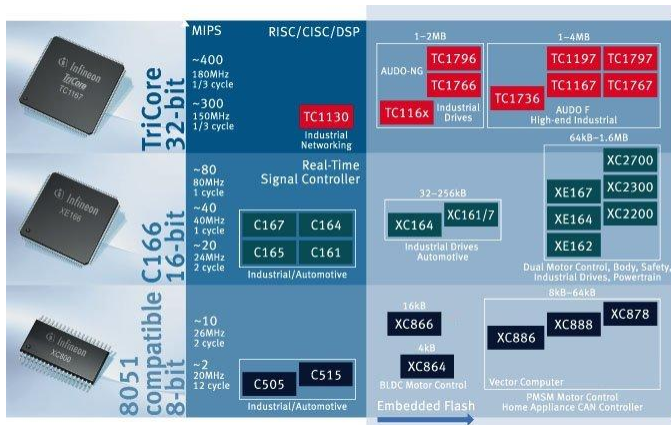 MIPS
RISC/CISC/DSP
Infineon
TriCore
TC1167
TriCore
32-bit
~400
180MHz
1/3 cycle
~300
150MHz
1/3 cycle
TC1130
Industrial
Networking
1-2MB
AUDO-NG
TC1796
TC1766
TC116x
Industrial
Drives
1-4MB
TC1197
TC1797
TC1736
TC1167
TC1767
AUDO F
High-end Industrial
Infineon
XE166
C166
16-bit
~80
80MHz
1 cycle
~40
40MHz
1 cycle
~20
24MHz
2 cycle
Real-Time
Signal Controller
C167
C164
C165
C161
Industrial/Automotive
32-256kB
XC164
XC161/7
Industrial Drives
Automotive
64kB-1.6MB
XC2700
XE167
XC2300
XE164
XC2200
XE162
Dual Motor Control, Body, Safety,
Industrial Drives, Powertrain
Infineon
XC800
8051
compatible
8-bit
~10
26MHz
2 cycle
~2
20MHz
12 cycle
C505
C515
Industrial/Automotive
16kB
XC866
4kB
XC864
BLDC Motor Control
8kB-64kB
XC878
XC888
XC886
Vector Computer
PMSM Motor Control
Home Appliance CAN Controller
Embedded Flash